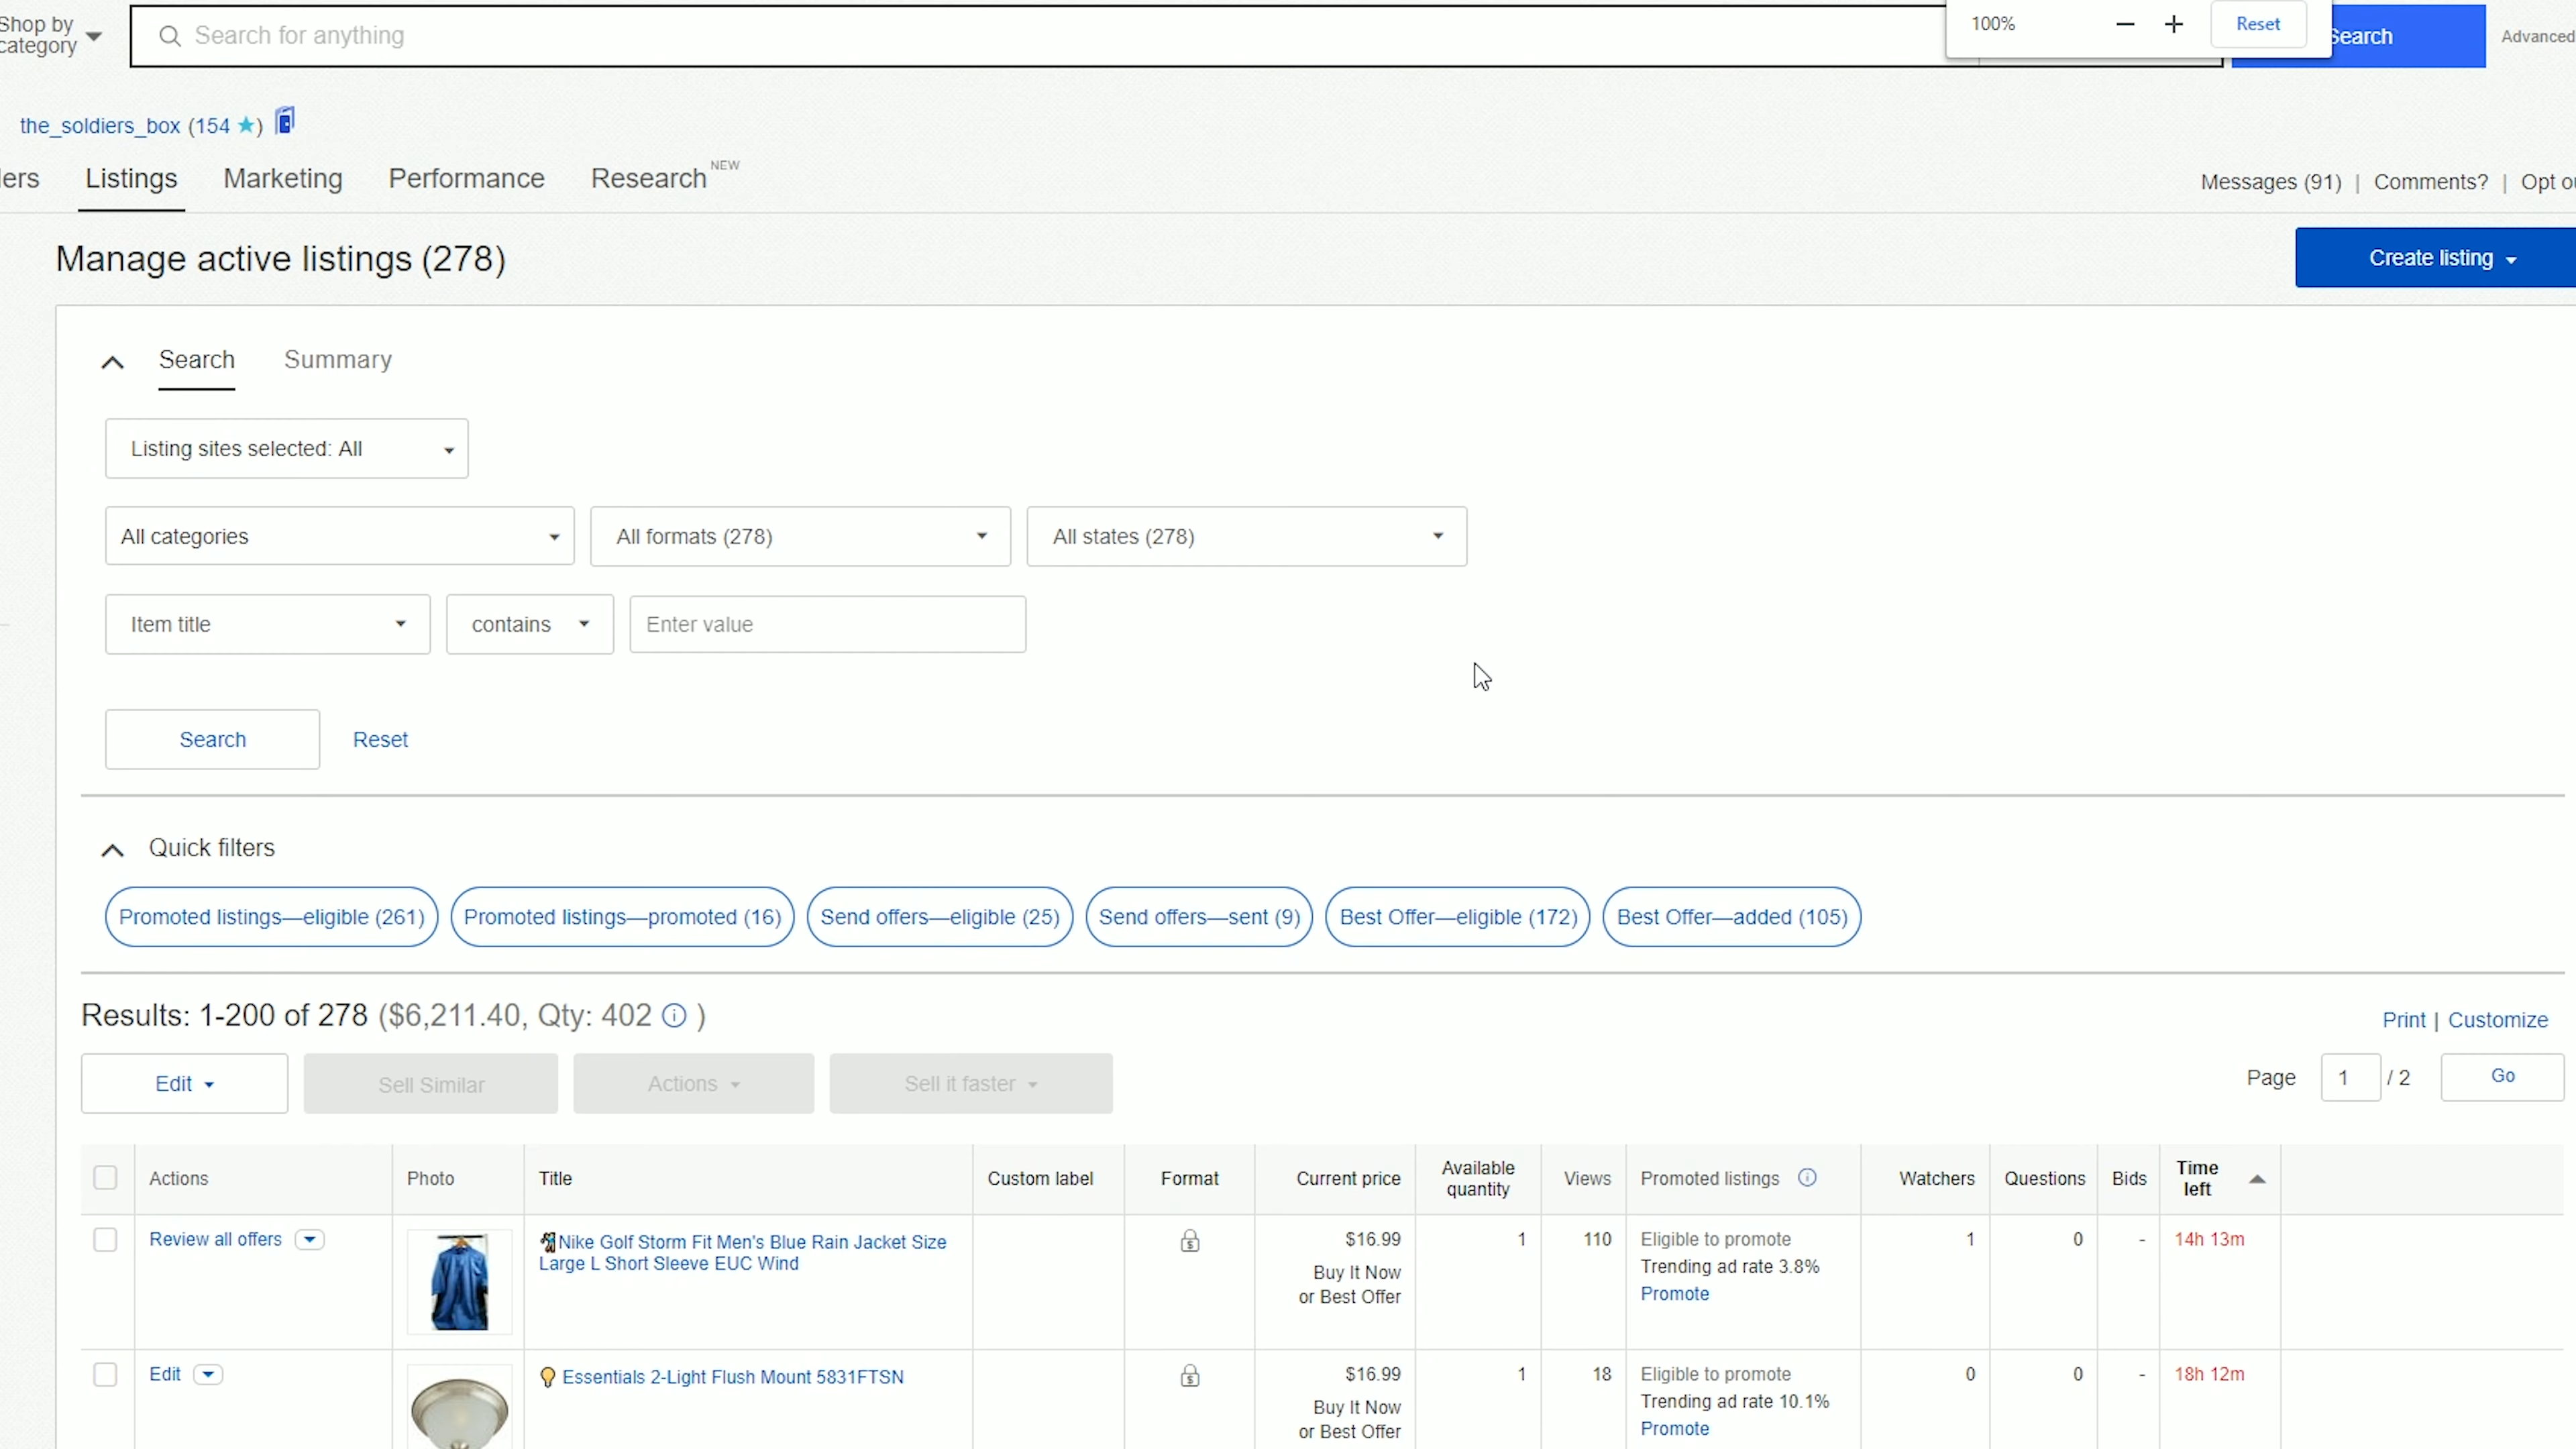 Shop by
category
Search for anything
100%
Reset
Search
Advanced
the_soldiers_box (154 ★)
Listings
Marketing
Performance
Research NEW
Messages (91) | Comments? |
Opt
Manage active listings (278)
Create listing
Search
Summary
Listing sites selected: All
All categories
All formats (278)
All states (278)
Item title
contains
Enter value
Search
Reset
Quick filters
Promoted listings—eligible (261)
Promoted listings—promoted (16)
Send offers—eligible (25)
Send offers—sent (9)
Best Offer—eligible (172)
Best Offer—added (105)
Results: 1-200 of 278 ($6,211.40, Qty: 402 )
Print | Customize
Edit
Sell Similar
Actions
Sell it faster
Page 1 / 2
Go
Actions
Photo
Title
Custom label
Format
Current price
Available
quantity
Views
Promoted listings
Watchers
Questions
Bids
Time
left
Review all offers
Nike Golf Storm Fit Men's Blue Rain Jacket Size
Large L Short Sleeve EUC Wind
$16.99
Buy It Now
or Best Offer
1
110
Eligible to promote
Trending ad rate 3.8%
Promote
1
0
-
14h 13m
Edit
Essentials 2-Light Flush Mount 5831FTSN
$16.99
Buy It Now
or Best Offer
1
18
Eligible to promote
Trending ad rate 10.1%
Promote
0
0
-
18h 12m